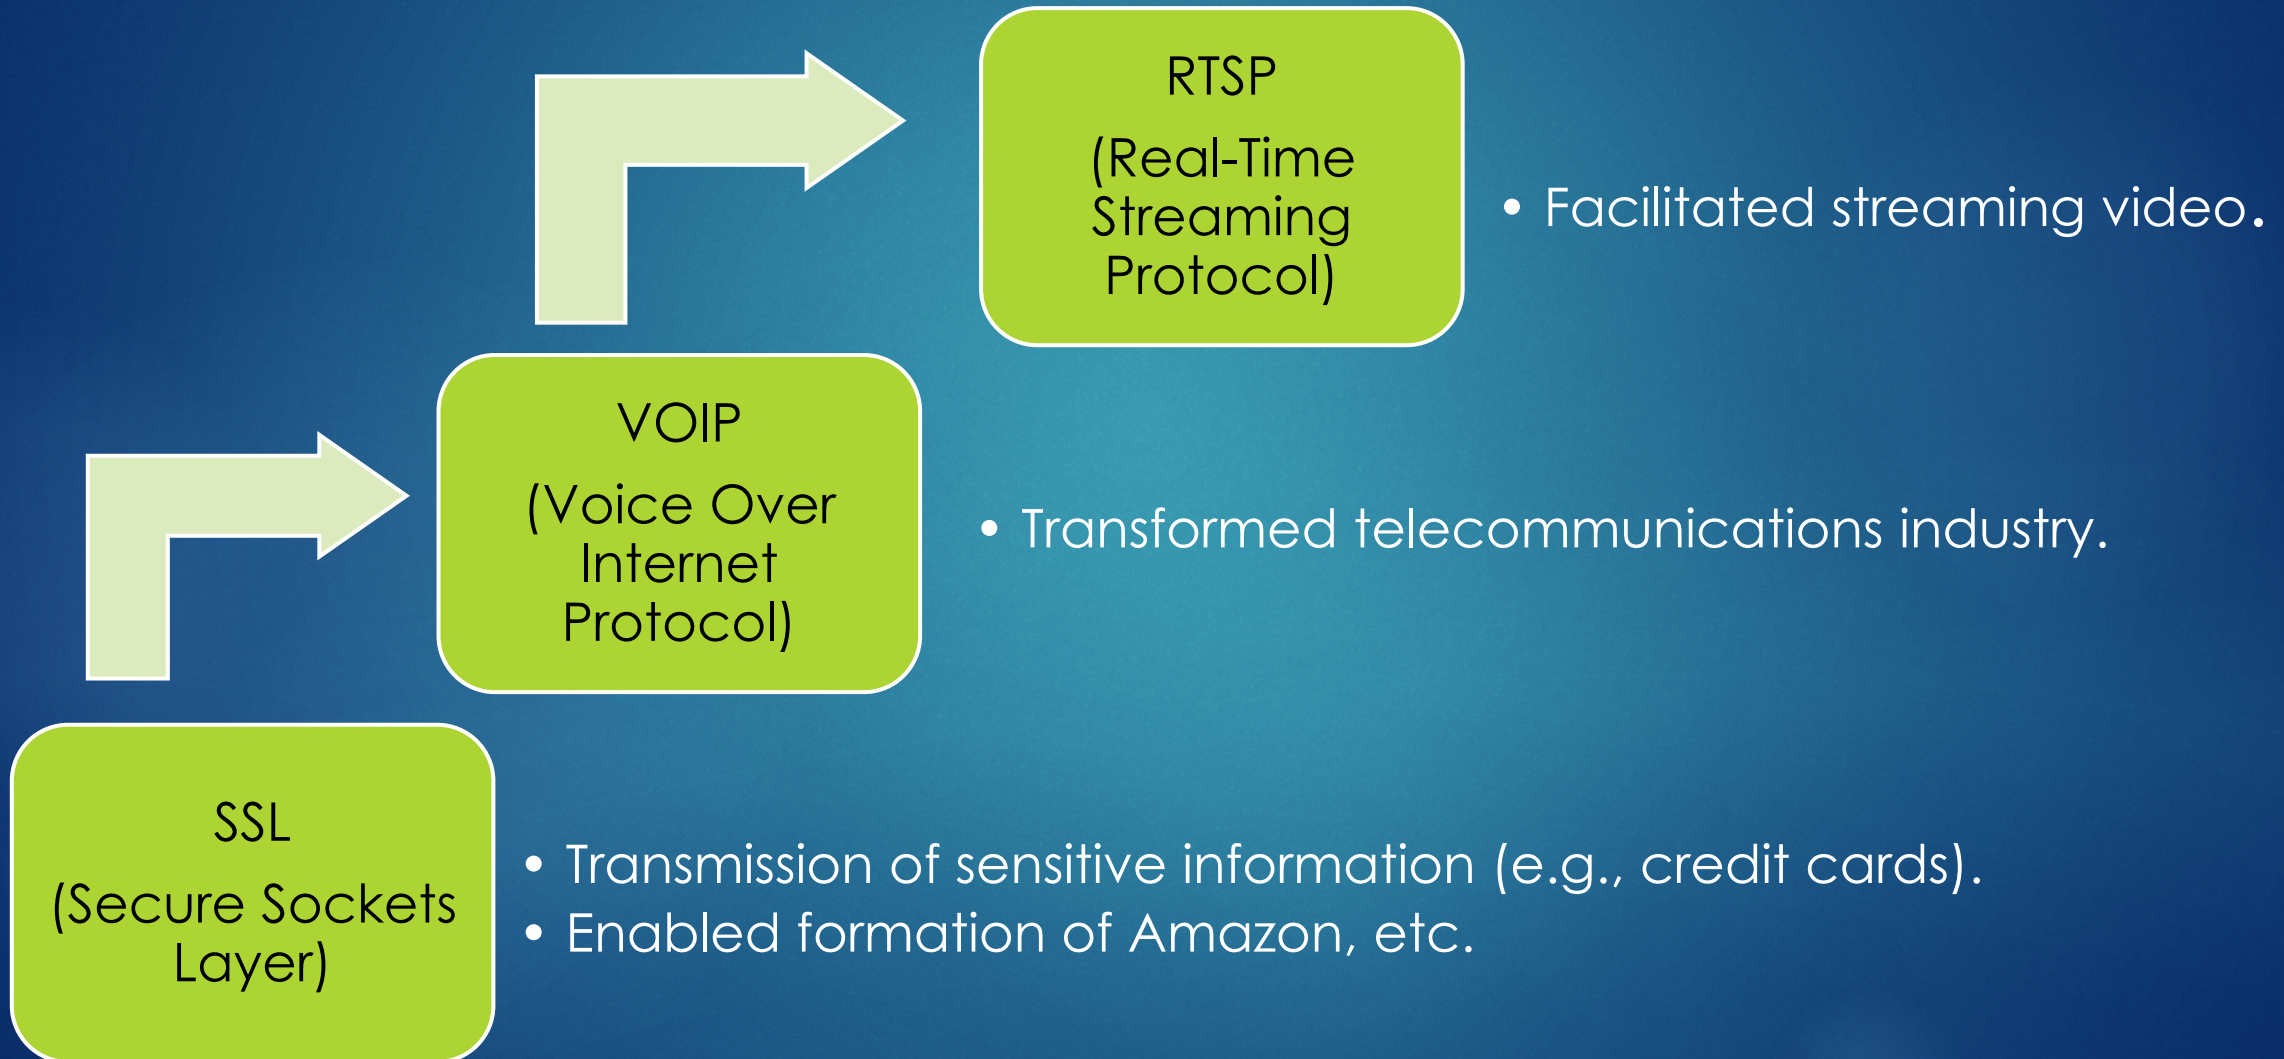 RTSP
(Real-Time
Streaming
Protocol)
• Facilitated streaming video.
VOIP
(Voice Over
Internet
Protocol)
• Transformed telecommunications industry.
SSL
(Secure Sockets
Layer)
• Transmission of sensitive information (e.g., credit cards).
• Enabled formation of Amazon, etc.